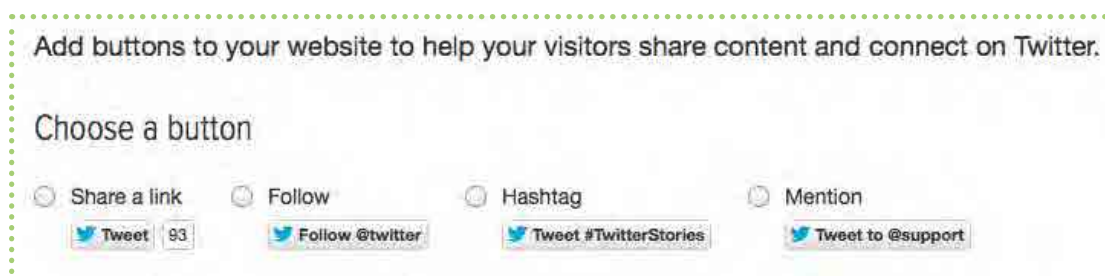 Add buttons to your website to help your visitors share content and connect on Twitter.
Choose a button
Share a link Follow Hashtag Mention
Tweet 93 Follow @twitter Tweet #TwitterStories Tweet to @support